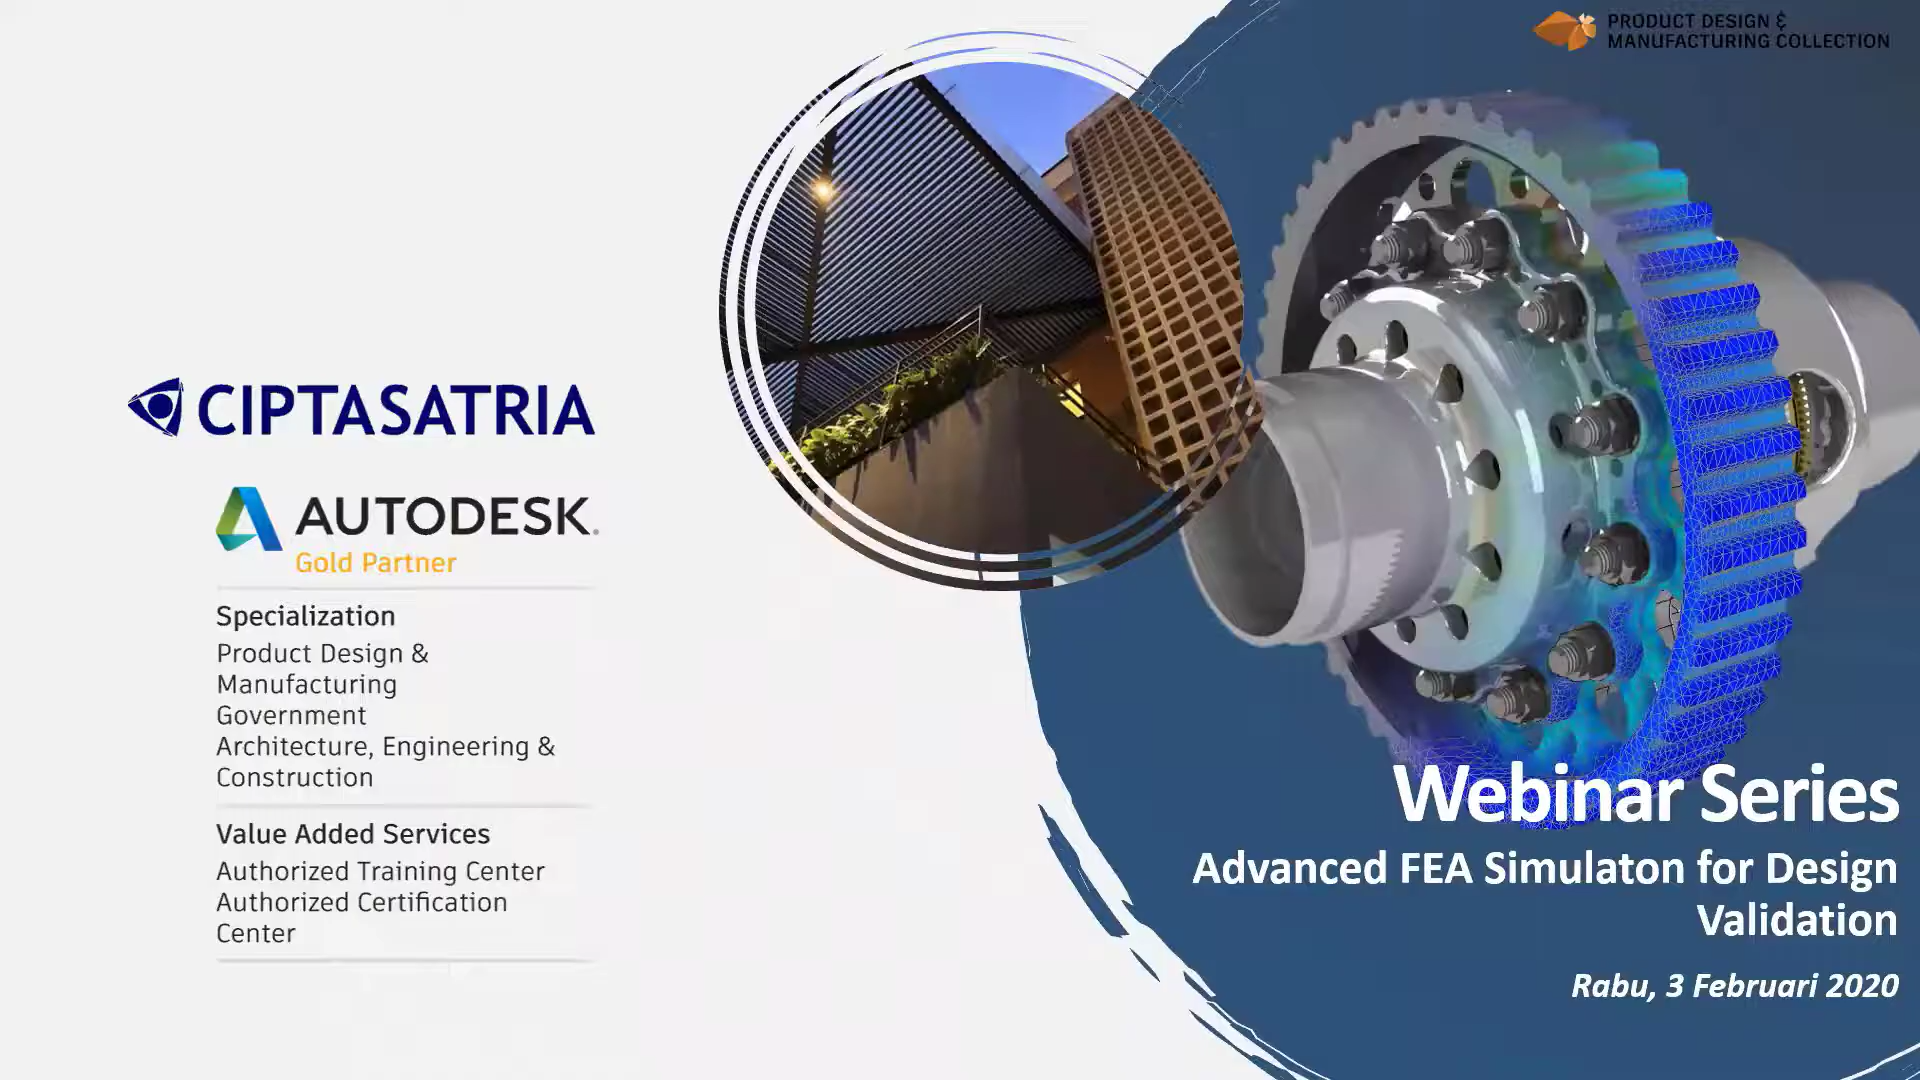 PRODUCT DESIGN &
MANUFACTURING COLLECTION
CIPTASATRIA
AUTODESK.
Gold Partner
Specialization
Product Design &
Manufacturing
Government
Architecture, Engineering &
Construction
Value Added Services
Authorized Training Center
Authorized Certification
Center
Webinar Series
Advanced FEA Simulaton for Design
Validation
Rabu, 3 Februari 2020